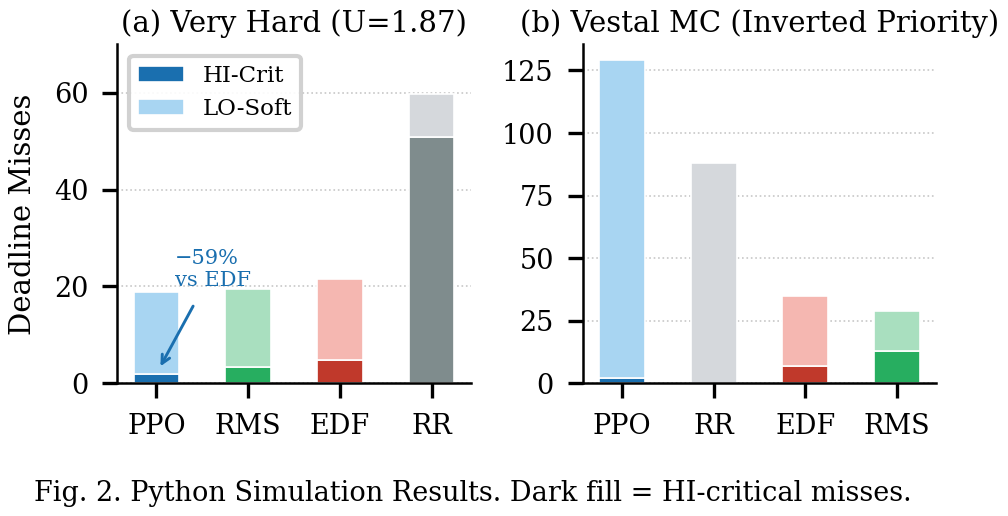 (a) Very Hard (U=1.87)
HI-Crit
LO-Soft
Deadline Misses
60
40
20
0
−59%
vs EDF
PPO RMS EDF RR
(b) Vestal MC (Inverted Priority)
125
100
75
50
25
0
PPO RR EDF RMS
Fig. 2. Python Simulation Results. Dark fill = HI-critical misses.